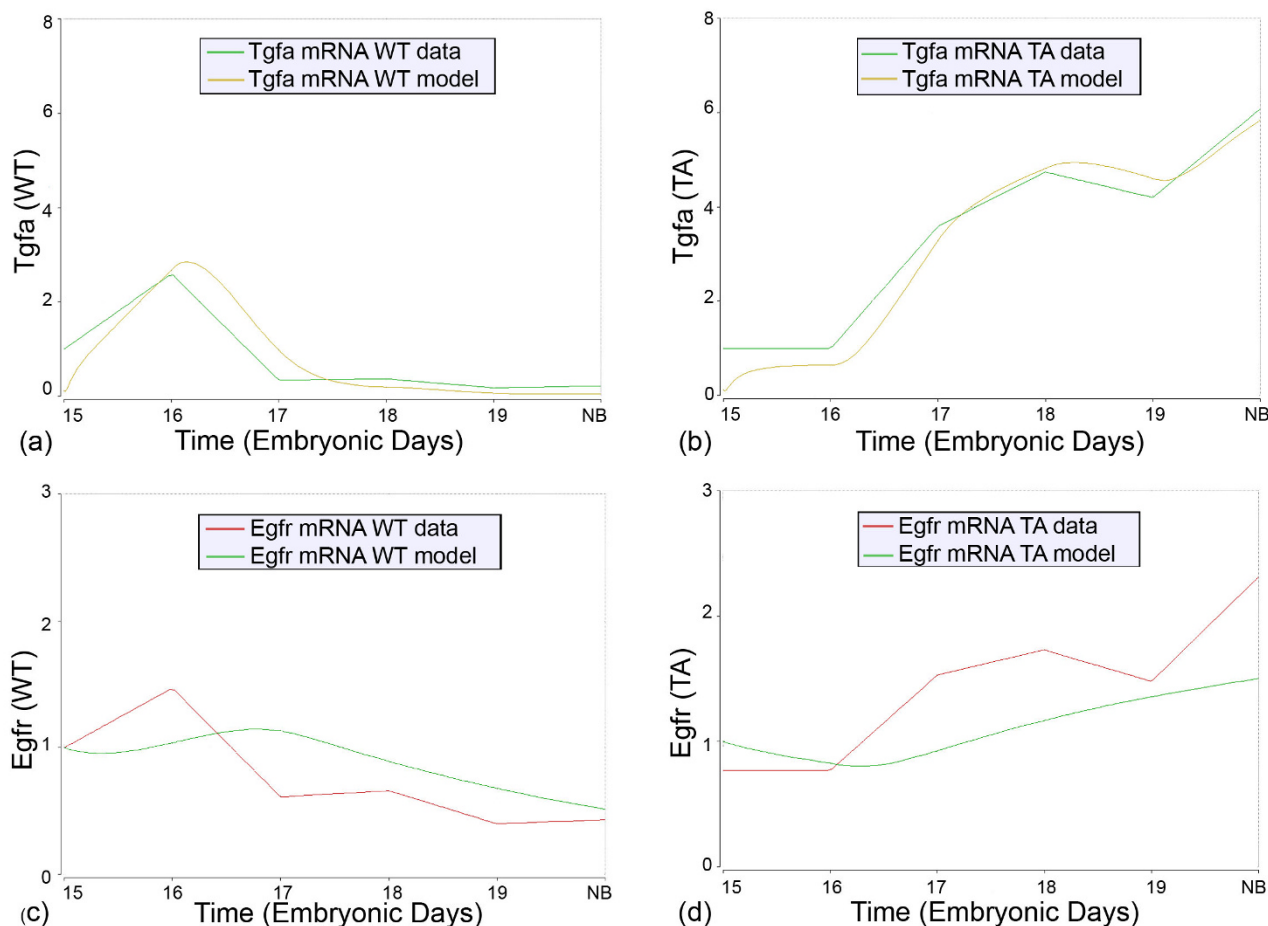 8
6
4
2
0
Tgfa (WT)
Tgfa mRNA WT data
Tgfa mRNA WT model
15 16 17 18 19 NB
(a) Time (Embryonic Days)
8
6
4
2
0
Tgfa (TA)
Tgfa mRNA TA data
Tgfa mRNA TA model
15 16 17 18 19 NB
(b) Time (Embryonic Days)
3
2
1
0
Egfr (WT)
Egfr mRNA WT data
Egfr mRNA WT model
15 16 17 18 19 NB
(c) Time (Embryonic Days)
3
2
1
0
Egfr (TA)
Egfr mRNA TA data
Egfr mRNA TA model
15 16 17 18 19 NB
(d) Time (Embryonic Days)